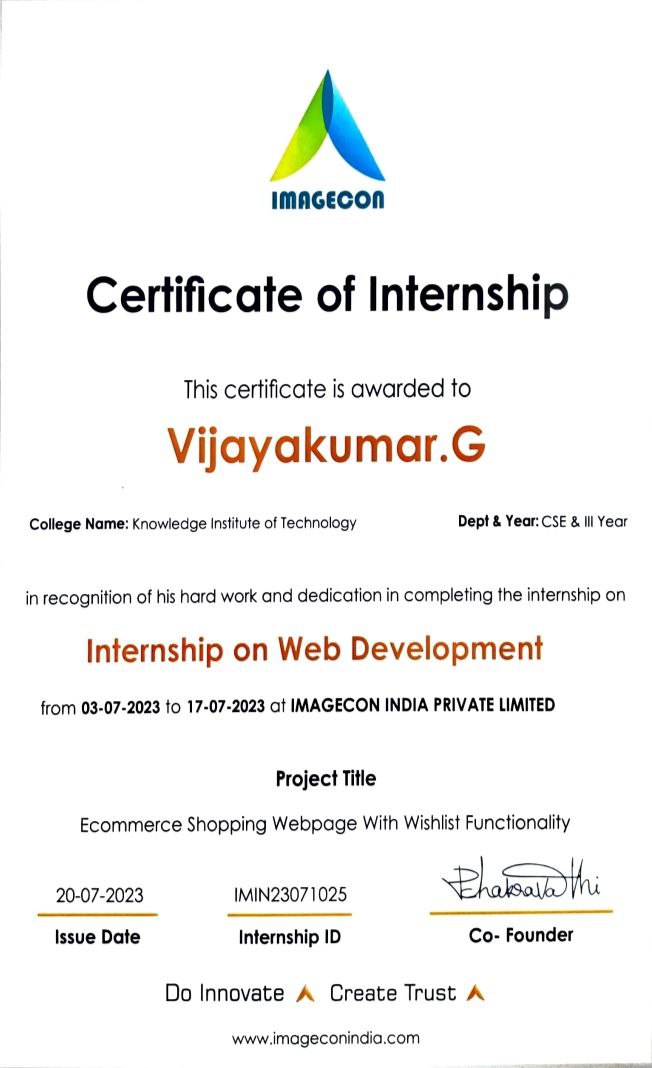 IMAGECON
Certificate of Internship
This certificate is awarded to
Vijayakumar.G
College Name: Knowledge Institute of Technology Dept & Year: CSE & III Year
in recognition of his hard work and dedication in completing the internship on
Internship on Web Development
from 03-07-2023 to 17-07-2023 at IMAGECON INDIA PRIVATE LIMITED
Project Title
Ecommerce Shopping Webpage With Wishlist Functionality
20-07-2023 IMIN23071025
Issue Date Internship ID Co- Founder
Do Innovate Create Trust
www.imageconindia.com